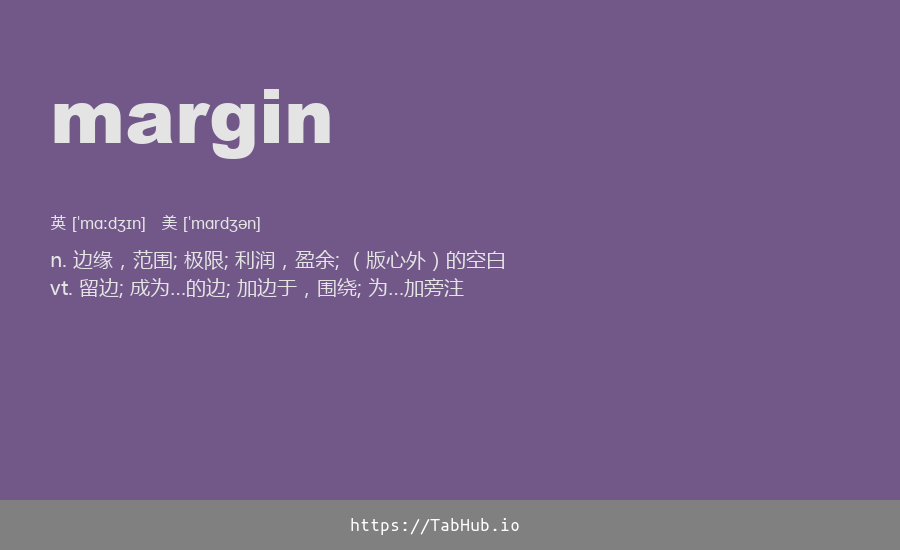 margin
英 [ˈmɑːdʒɪn] 美 [ˈmɑrdʒən]
n. 边缘，范围; 极限; 利润，盈余; （版心外）的空白
vt. 留边; 成为…的边; 加边于，围绕; 为…加旁注
https://TabHub.io